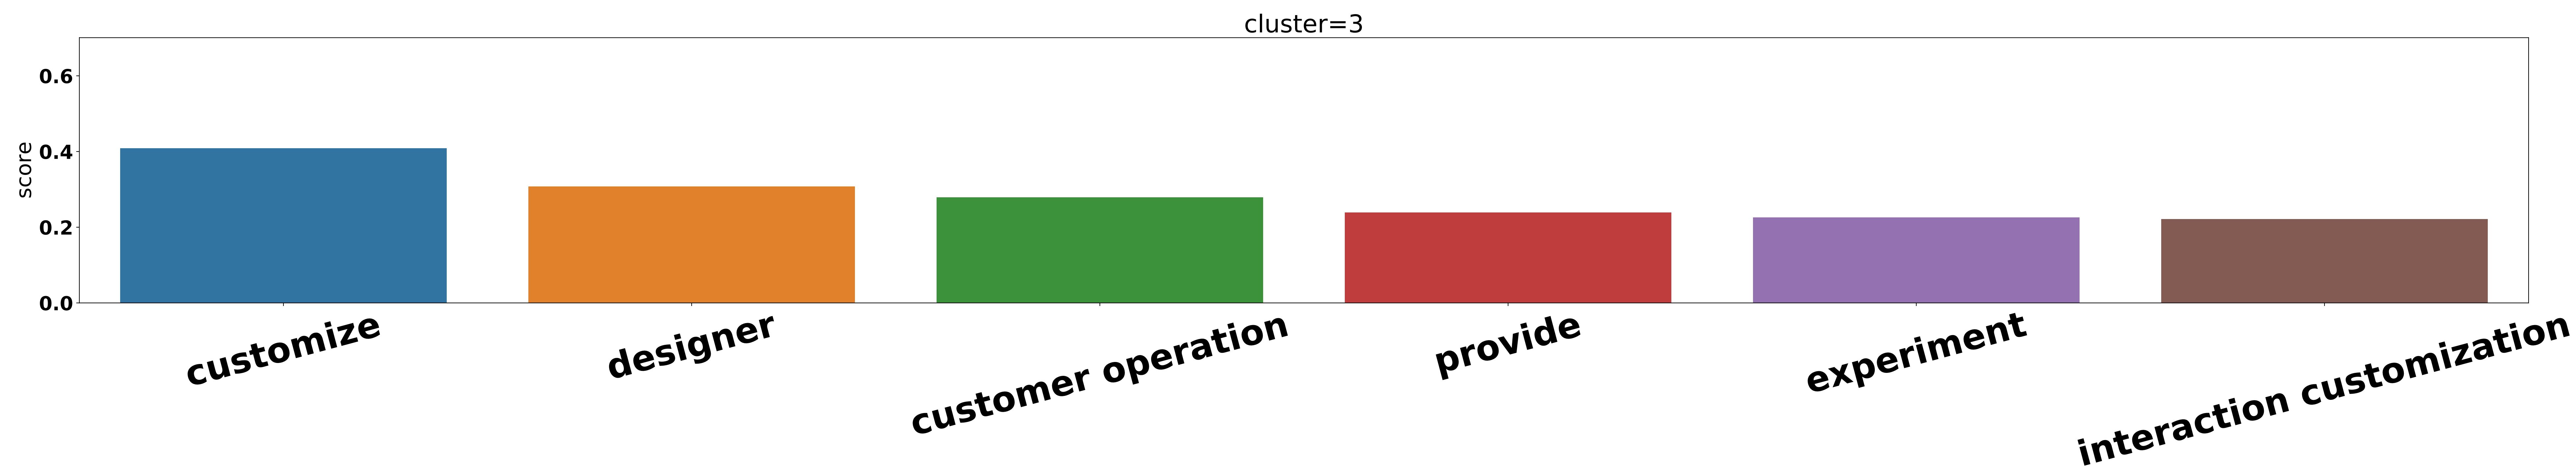 cluster=3
0.6
0.4
0.2
0.0
score
customize
designer
customer operation
provide
experiment
interaction customization